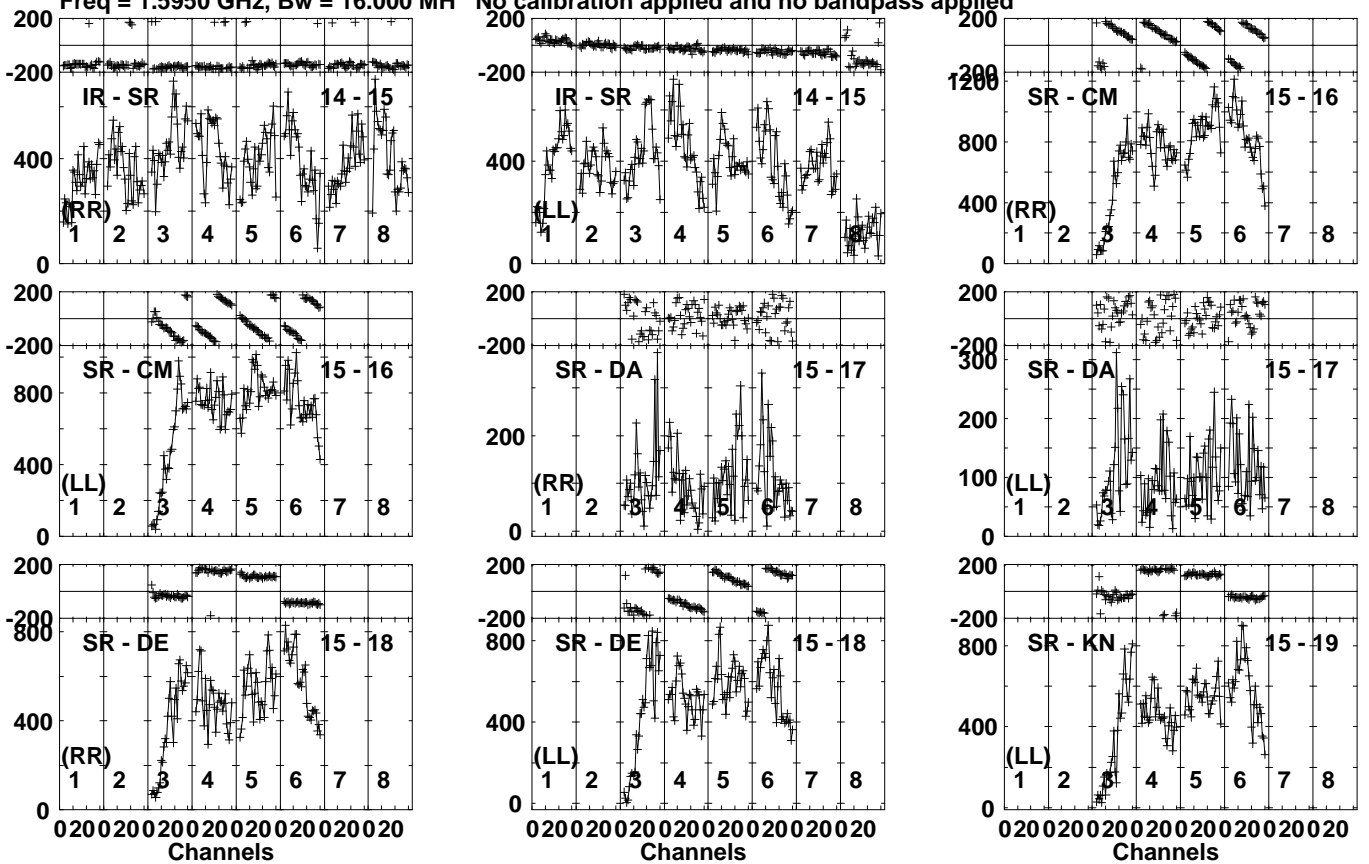 Freq = 1.5950 GHz, Bw = 16.000 MH No calibration applied and no bandpass applied
200
-200
IR - SR 14 - 15
400
(RR)
1 2 3 4 5 6 7 8
0
200
-200
IR - SR 14 - 15
400
(LL)
1 2 3 4 5 6 7 8
0
200
-200
1200
SR - CM 15 - 16
800
400
(RR)
1 2 3 4 5 6 7 8
0
200
-200
SR - CM 15 - 16
800
400
(LL)
1 2 3 4 5 6 7 8
0
200
-200
SR - DA 15 - 17
200
(RR)
1 2 3 4 5 6 7 8
0
200
-200
300
SR - DA 15 - 17
200
100
(LL)
1 2 3 4 5 6 7 8
0
200
-200
800
SR - DE 15 - 18
400
(RR)
1 2 3 4 5 6 7 8
0
200
-200
800
SR - DE 15 - 18
400
(LL)
1 2 3 4 5 6 7 8
0
200
-200
800
SR - KN 15 - 19
400
(LL)
1 2 3 4 5 6 7 8
0
0 20 0 20 0 20 0 20 0 20 0 20 0 20 0 20
Channels
0 20 0 20 0 20 0 20 0 20 0 20 0 20 0 20
Channels
0 20 0 20 0 20 0 20 0 20 0 20 0 20 0 20
Channels